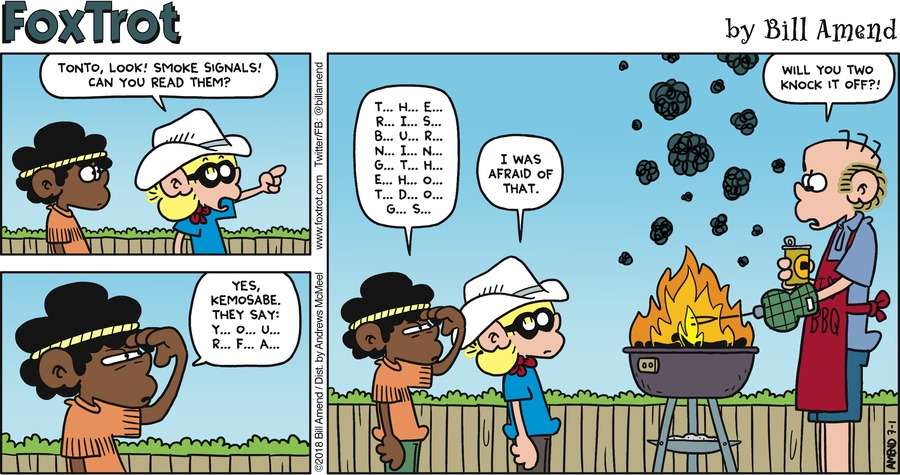 FoxTrot
by Bill Amend
TONTO, LOOK! SMOKE SIGNALS!
CAN YOU READ THEM?
www.foxtrot.com Twitter/FB: @billamend
YES,
KEMOSABE.
THEY SAY:
Y... O... U...
R... F... A...
©2018 Bill Amend / Dist. by Andrews McMeel
T... H... E...
R... I... S...
B... U... R...
N... I... N...
G... T... H...
E... H... O...
T... D... O...
G... S...
I WAS
AFRAID OF
THAT.
WILL YOU TWO
KNOCK IT OFF?!
BBQ
AMEND 7-1